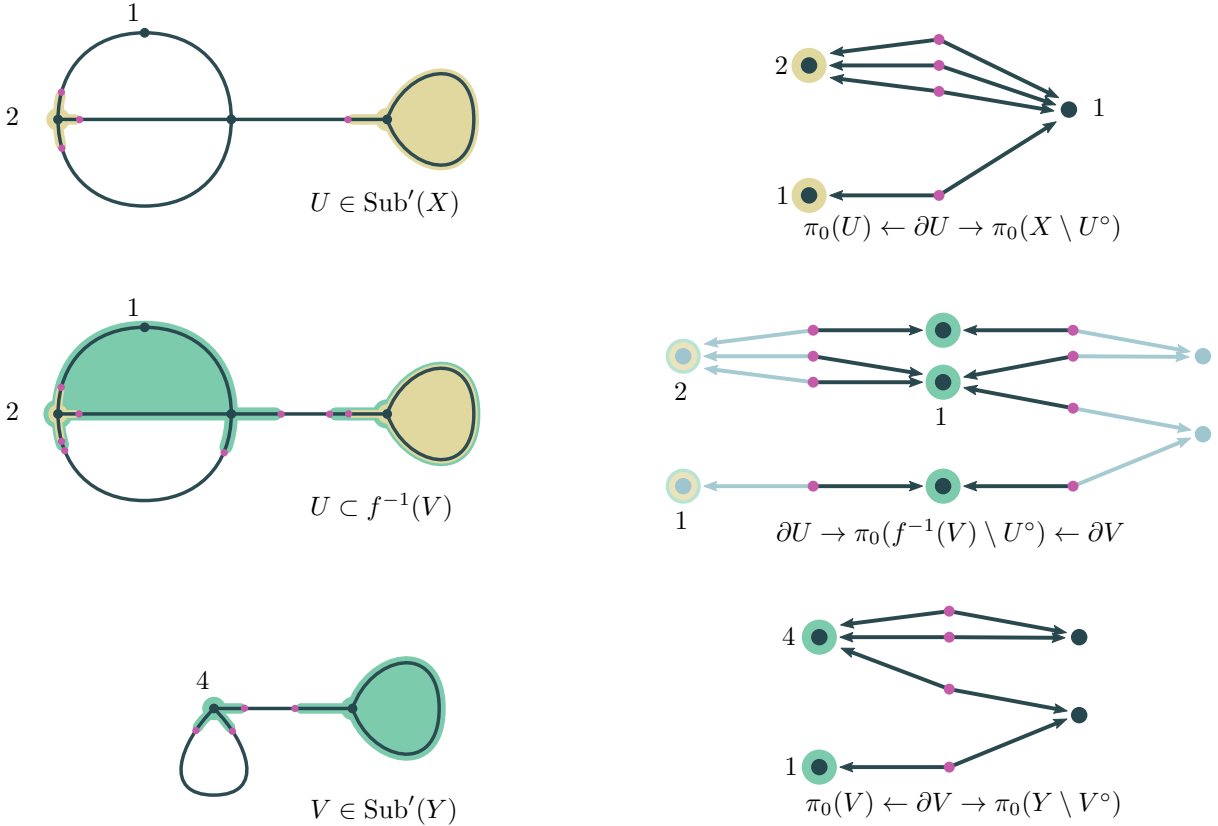 1
2
U ∈ Sub′(X)
2
1
1
π₀(U) ← ∂U → π₀(X \ U°)
1
2
U ⊂ f⁻¹(V)
2
1
1
∂U → π₀(f⁻¹(V) \ U°) ← ∂V
4
V ∈ Sub′(Y)
4
1
π₀(V) ← ∂V → π₀(Y \ V°)